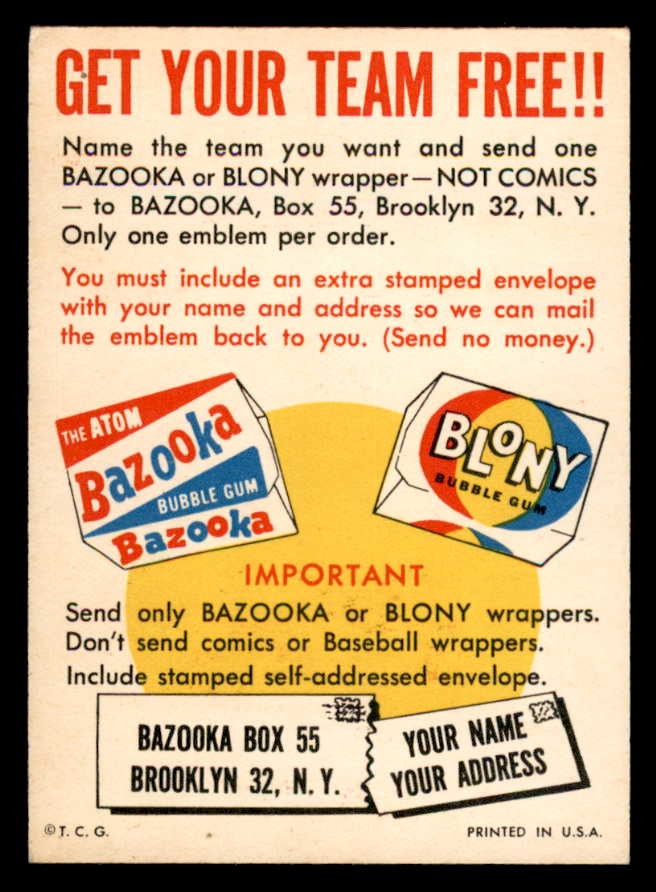 GET YOUR TEAM FREE!!
Name the team you want and send one
BAZOOKA or BLONY wrapper—NOT COMICS
— to BAZOOKA, Box 55, Brooklyn 32, N. Y.
Only one emblem per order.
You must include an extra stamped envelope
with your name and address so we can mail
the emblem back to you. (Send no money.)
THE ATOM
Bazooka
BUBBLE GUM
Bazooka
BLONY
BUBBLE GUM
IMPORTANT
Send only BAZOOKA or BLONY wrappers.
Don't send comics or Baseball wrappers.
Include stamped self-addressed envelope.
BAZOOKA BOX 55
BROOKLYN 32, N. Y.
YOUR NAME
YOUR ADDRESS
©T. C. G.
PRINTED IN U.S.A.